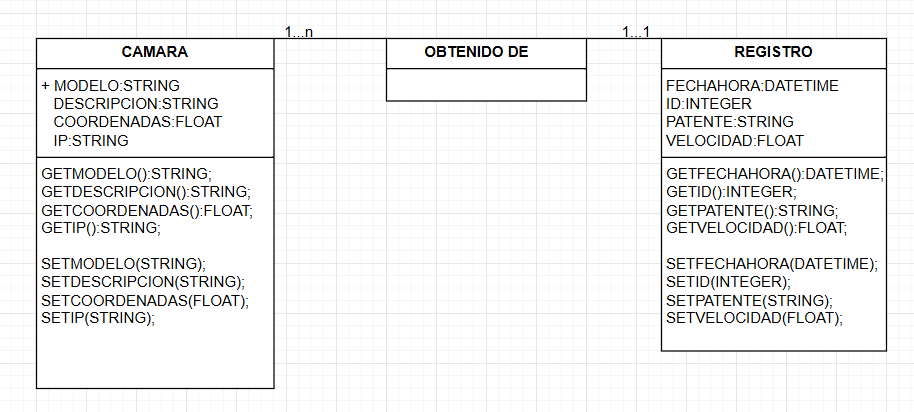 1...n
1...1
CAMARA
OBTENIDO DE
REGISTRO
+ MODELO:STRING
DESCRIPCION:STRING
COORDENADAS:FLOAT
IP:STRING
GETMODELO():STRING;
GETDESCRIPCION():STRING;
GETCOORDENADAS():FLOAT;
GETIP():STRING;
SETMODELO(STRING);
SETDESCRIPCION(STRING);
SETCOORDENADAS(FLOAT);
SETIP(STRING);
FECHAHORA:DATETIME
ID:INTEGER
PATENTE:STRING
VELOCIDAD:FLOAT
GETFECHAHORA():DATETIME;
GETID():INTEGER;
GETPATENTE():STRING;
GETVELOCIDAD():FLOAT;
SETFECHAHORA(DATETIME);
SETID(INTEGER);
SETPATENTE(STRING);
SETVELOCIDAD(FLOAT);